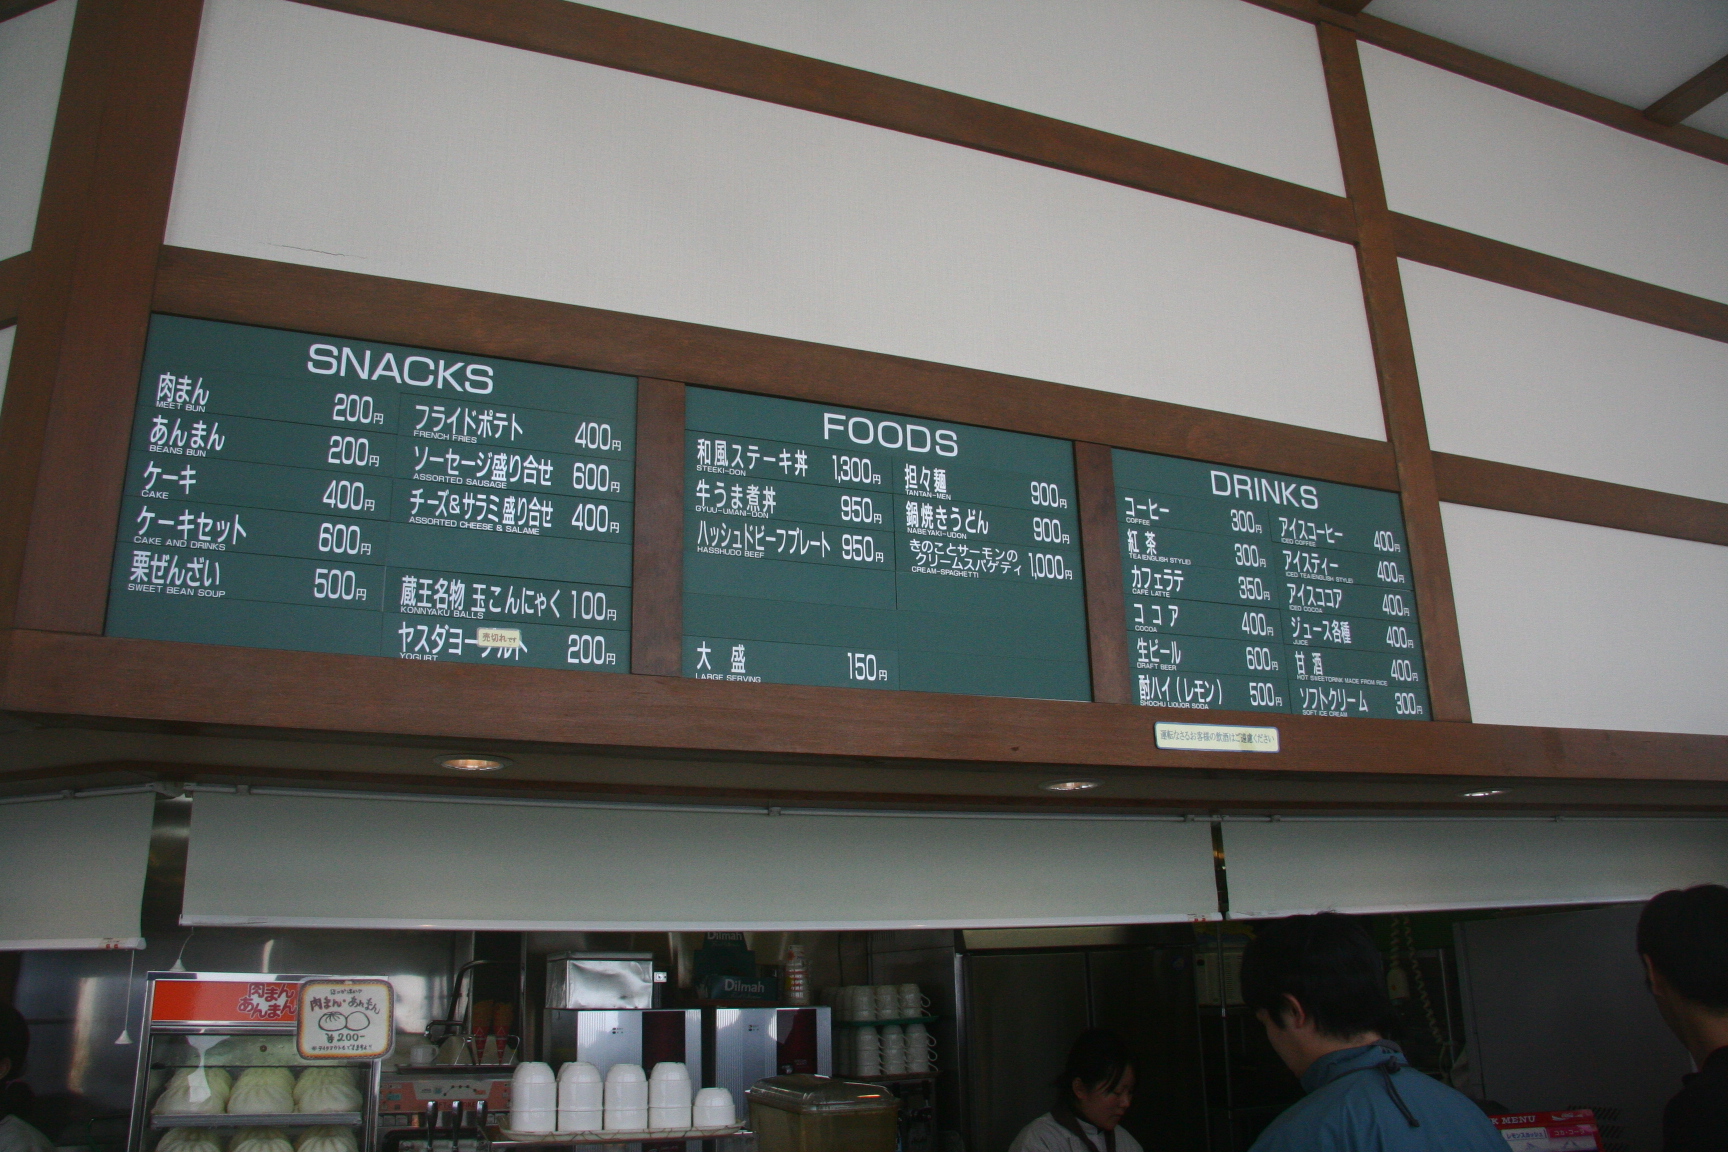 SNACKS
肉まん 200円
MEET BUN
あんまん 200円
BEANS BUN
ケーキ 400円
CAKE
ケーキセット 600円
CAKE AND DRINKS
栗ぜんざい 500円
SWEET BEAN SOUP
フライドポテト 400円
FRENCH FRIES
ソーセージ盛り合せ 600円
ASSORTED SAUSAGE
チーズ&サラミ盛り合せ 400円
ASSORTED CHEESE & SALAME
蔵王名物 玉こんにゃく 100円
KONNYAKU BALLS
ヤスダヨーグルト 200円
売切れです
YOGURT
FOODS
和風ステーキ丼 1,300円
STEEKI-DON
牛うま煮丼 950円
GYUU-UMANI-DON
ハッシュドビーフプレート 950円
HASSHUDO BEEF
大盛 150円
LARGE SERVING
担々麺 900円
TANTAN-MEN
鍋焼きうどん 900円
NABEYAKI-UDON
きのことサーモンの
クリームスパゲティ 1,000円
CREAM-SPAGHETTI
DRINKS
コーヒー 300円
COFFEE
紅茶 300円
TEA(ENGLISH STYLE)
カフェラテ 350円
CAFE LATTE
ココア 400円
COCOA
生ビール 600円
DRAFT BEER
酎ハイ(レモン) 500円
SHOCHU LIQUOR SODA
アイスコーヒー 400円
ICED COFFEE
アイスティー 400円
ICED TEA(ENGLISH STYLE)
アイスココア 400円
ICED COCOA
ジュース各種 400円
JUICE
甘酒 400円
HOT SWEETDRINK MADE FROM RICE
ソフトクリーム 300円
SOFT ICE CREAM
運転なさるお客様の飲酒はご遠慮ください
肉まん
あんまん
肉まん・あんまん
¥200-
Dilmah
Dilmah
MENU